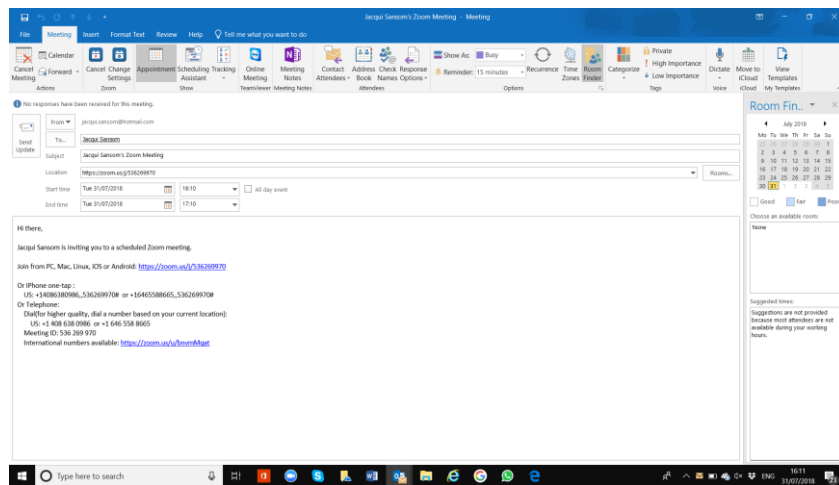 Jacqui Sansom's Zoom Meeting - Meeting
File Meeting Insert Format Text Review Help Tell me what you want to do
Cancel Meeting
Calendar
Forward
Actions
Cancel
Change Settings
Zoom
Appointment
Scheduling Assistant
Tracking
Show
Online Meeting
TeamViewer
Meeting Notes
Meeting Notes
Contact Attendees
Address Book
Check Names
Response Options
Attendees
Show As: Busy
Reminder: 15 minutes
Recurrence
Time Zones
Room Finder
Options
Categorize
Private
High Importance
Low Importance
Tags
Dictate
Voice
Move to iCloud
iCloud
View Templates
My Templates
No responses have been received for this meeting.
Send Update
From jacqui.sansom@hotmail.com
To... Jacqui Sansom
Subject Jacqui Sansom's Zoom Meeting
Location https://zoom.us/j/536269970 Rooms...
Start time Tue 31/07/2018 16:10 All day event
End time Tue 31/07/2018 17:10
Hi there,
Jacqui Sansom is inviting you to a scheduled Zoom meeting.
Join from PC, Mac, Linux, iOS or Android: https://zoom.us/j/536269970
Or iPhone one-tap :
US: +14086380986,,536269970# or +16465588665,,536269970#
Or Telephone:
Dial(for higher quality, dial a number based on your current location):
US: +1 408 638 0986 or +1 646 558 8665
Meeting ID: 536 269 970
International numbers available: https://zoom.us/u/bnvmMqat
Room Fin...
July 2018
Mo Tu We Th Fr Sa Su
25 26 27 28 29 30 1
2 3 4 5 6 7 8
9 10 11 12 13 14 15
16 17 18 19 20 21 22
23 24 25 26 27 28 29
30 31 1 2 3 4 5
Good Fair Poor
Choose an available room:
None
Suggested times:
Suggestions are not provided
because most attendees are not
available during your working
hours.
Type here to search
ENG
16:11
31/07/2018